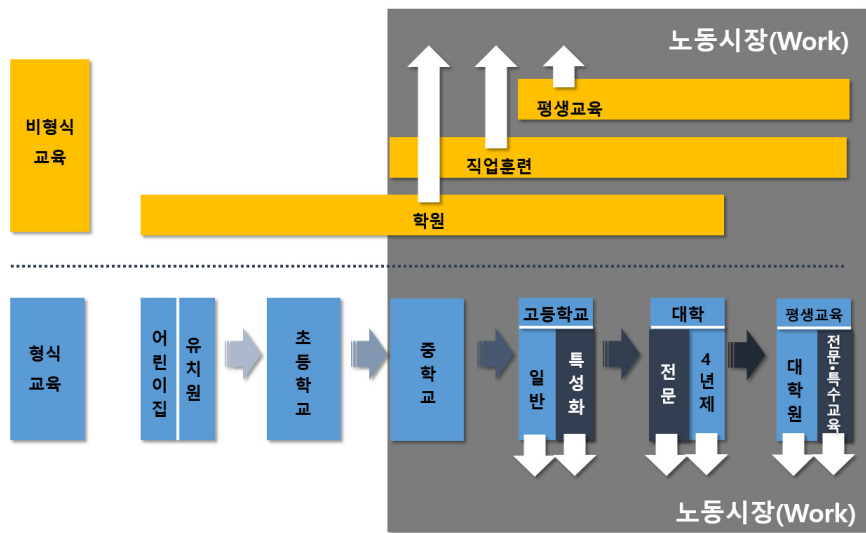 노동시장(Work)
비형식
교육
평생교육
직업훈련
학원
형식
교육
어린이집
유치원
초등학교
중학교
고등학교
일반
특성화
대학
전문
4년제
평생교육
대학원
전문·특수교육
노동시장(Work)